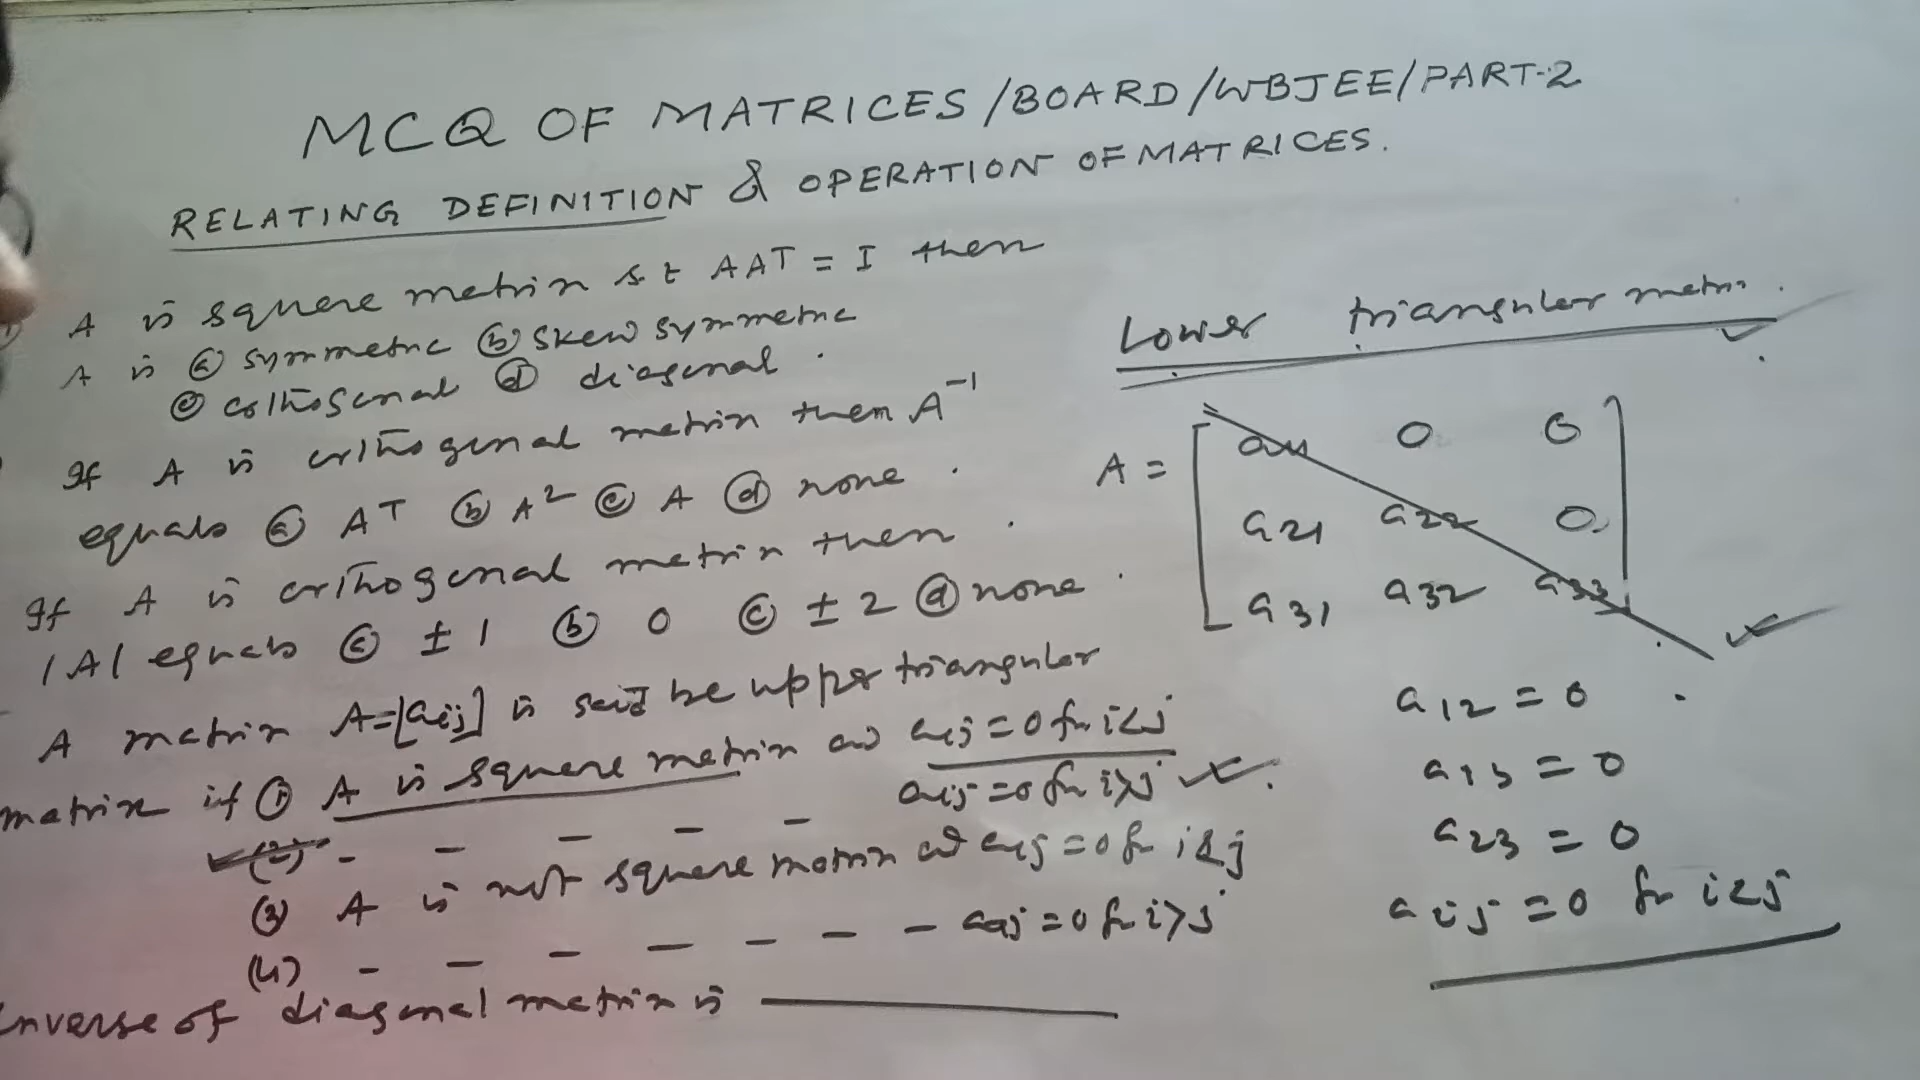 MCQ OF MATRICES/BOARD/WBJEE/PART-2
RELATING DEFINITION & OPERATION OF MATRICES.
A is square matrix s t AAT = I then
A is ⓐ symmetric ⓑ skew symmetric
ⓒ orthogonal ⓓ diagonal.
If A is orthogonal matrix then A⁻¹
equals ⓐ AT ⓑ A² ⓒ A ⓓ none.
If A is orthogonal matrix then
|A| equals ⓐ ±1 ⓑ 0 ⓒ ±2 ⓓ none.
A matrix A=[aij] is said be upper triangular
matrix if ① A is square matrix and aij=0 for i<j
(2) - - - - - aij=0 for i>j
(3) A is not square matrix and aij=0 for i<j
(4) - - - - - - - aij=0 for i>j
inverse of diagonal matrix is ———
Lower triangular matrix.
A = [a11 0 0
a21 a22 0
a31 a32 a33]
a12=0
a13=0
a23=0
aij=0 for i<j